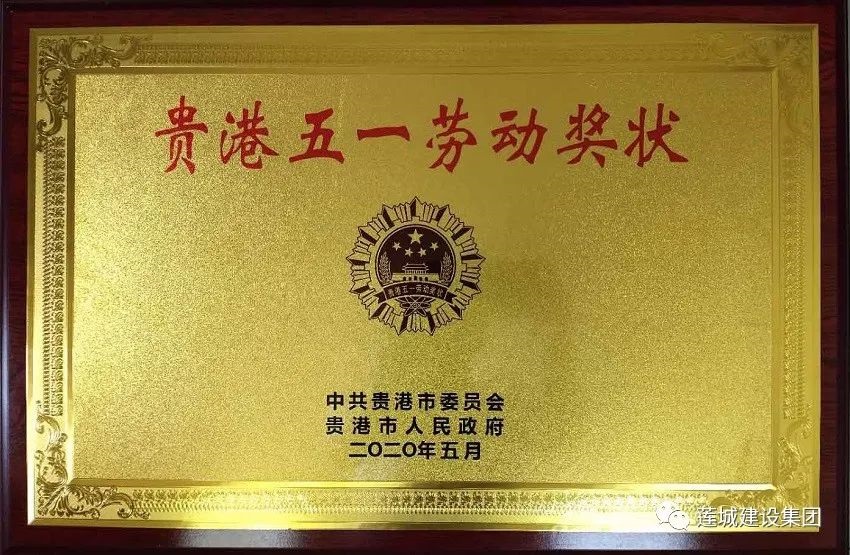 贵港五一劳动奖状
贵港五一劳动奖状
中共贵港市委员会
贵港市人民政府
二〇二〇年五月
莲城建设集团